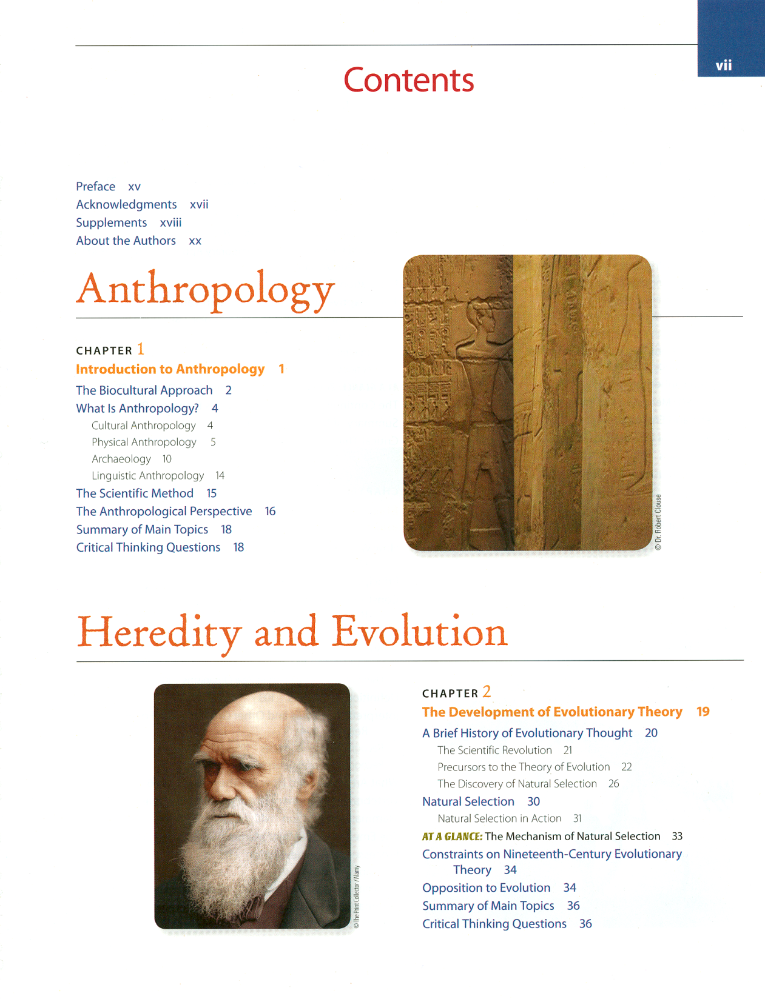 vii
Contents
Preface xv
Acknowledgments xvii
Supplements xviii
About the Authors xx
Anthropology
CHAPTER 1
Introduction to Anthropology 1
The Biocultural Approach 2
What Is Anthropology? 4
Cultural Anthropology 4
Physical Anthropology 5
Archaeology 10
Linguistic Anthropology 14
The Scientific Method 15
The Anthropological Perspective 16
Summary of Main Topics 18
Critical Thinking Questions 18
© Dr. Robert Clouse
Heredity and Evolution
© The Print Collector / Alamy
CHAPTER 2
The Development of Evolutionary Theory 19
A Brief History of Evolutionary Thought 20
The Scientific Revolution 21
Precursors to the Theory of Evolution 22
The Discovery of Natural Selection 26
Natural Selection 30
Natural Selection in Action 31
AT A GLANCE: The Mechanism of Natural Selection 33
Constraints on Nineteenth-Century Evolutionary
Theory 34
Opposition to Evolution 34
Summary of Main Topics 36
Critical Thinking Questions 36